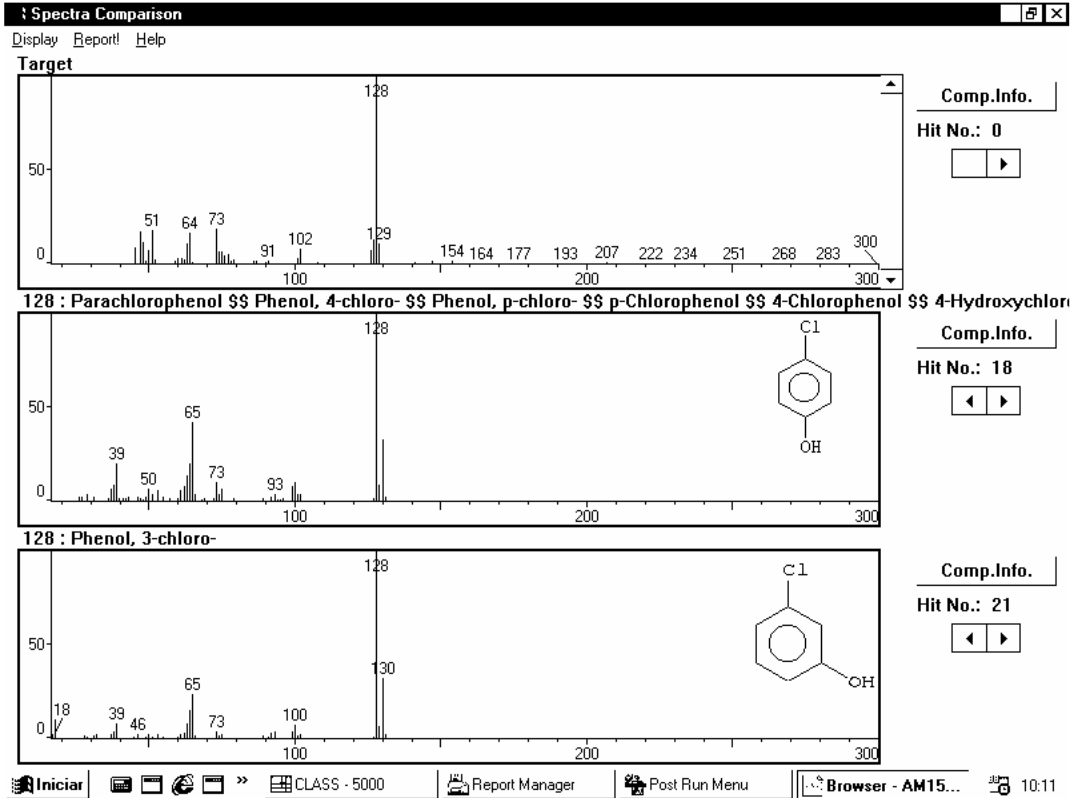 Spectra Comparison
Display Report! Help
Target
Comp.Info.
Hit No.: 0
128
50
51
64
73
91
102
129
154
164
177
193
207
222
234
251
268
283
300
0
100
200
300
128 : Parachlorophenol $$ Phenol, 4-chloro- $$ Phenol, p-chloro- $$ p-Chlorophenol $$ 4-Chlorophenol $$ 4-Hydroxychlor
Comp.Info.
Hit No.: 18
128
Cl
OH
50
65
39
50
73
93
0
100
200
300
128 : Phenol, 3-chloro-
Comp.Info.
Hit No.: 21
128
Cl
OH
50
130
65
18
39
46
73
100
0
100
200
300
Iniciar » CLASS - 5000 Report Manager Post Run Menu Browser - AM15... 10:11